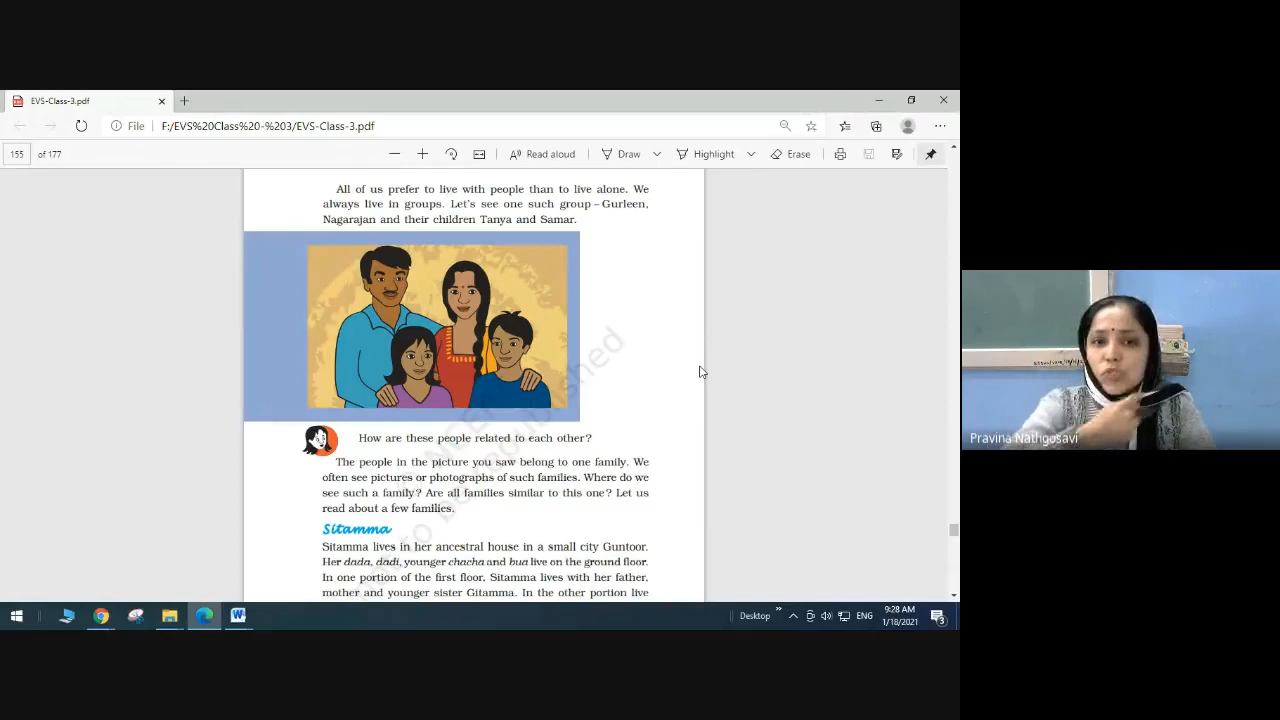 EVS-Class-3.pdf
File F:/EVS%20Class%20-%203/EVS-Class-3.pdf
155 of 177 Read aloud Draw Highlight Erase
All of us prefer to live with people than to live alone. We
always live in groups. Let's see one such group – Gurleen,
Nagarajan and their children Tanya and Samar.
How are these people related to each other?
The people in the picture you saw belong to one family. We
often see pictures or photographs of such families. Where do we
see such a family? Are all families similar to this one? Let us
read about a few families.
Sitamma
Sitamma lives in her ancestral house in a small city Guntoor.
Her dada, dadi, younger chacha and bua live on the ground floor.
In one portion of the first floor, Sitamma lives with her father,
mother and younger sister Gitamma. In the other portion live
Pravina Nathgosavi
Desktop ENG 9:28 AM
1/18/2021
3